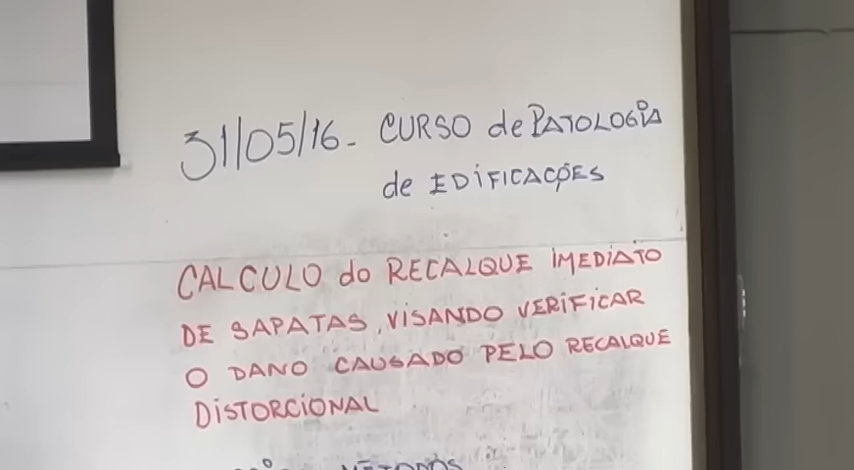 31/05/16 - CURSO de PATOLOGIA
de EDIFICAÇÕES
CALCULO do RECALQUE IMEDIATO
DE SAPATAS, VISANDO VERIFICAR
O DANO CAUSADO PELO RECALQUE
DISTORCIONAL
MÉTODOS